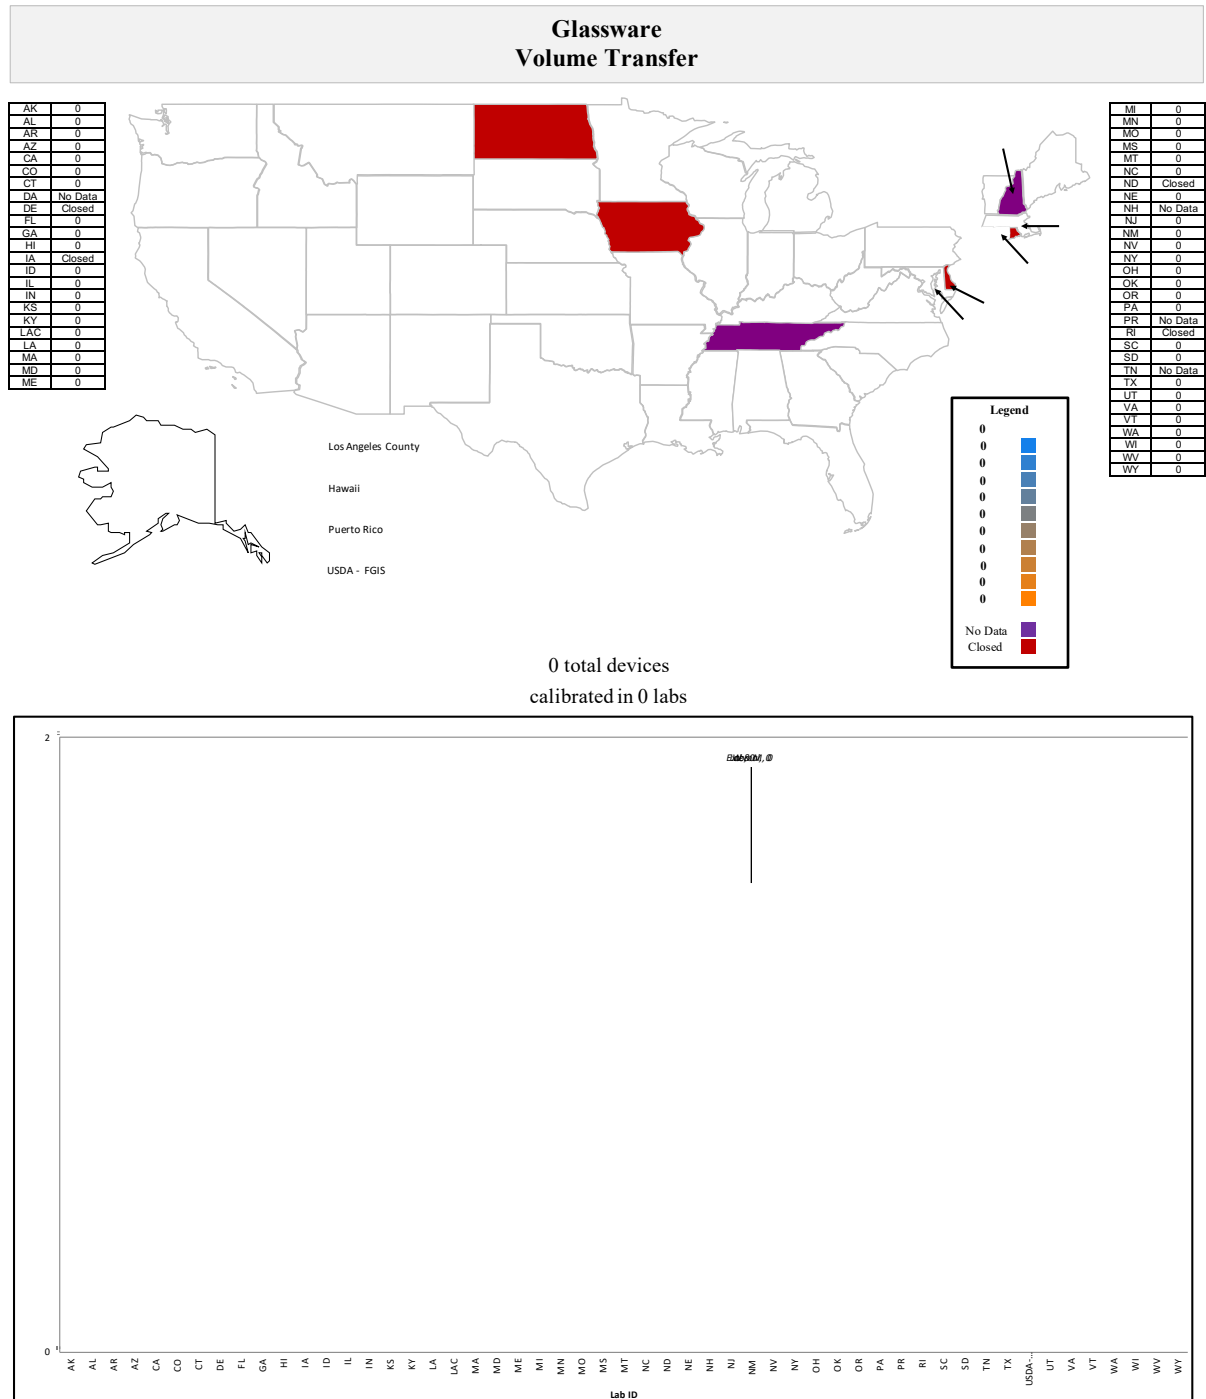 Glassware
Volume Transfer
AK 0
AL 0
AR 0
AZ 0
CA 0
CO 0
CT 0
DA No Data
DE Closed
FL 0
GA 0
HI 0
IA Closed
ID 0
IL 0
IN 0
KS 0
KY 0
LAC 0
LA 0
MA 0
MD 0
ME 0
MI 0
MN 0
MO 0
MS 0
MT 0
NC 0
ND Closed
NE 0
NH No Data
NJ 0
NM 0
NV 0
NY 0
OH 0
OK 0
OR 0
PA 0
PR No Data
RI Closed
SC 0
SD 0
TN No Data
TX 0
UT 0
VA 0
VT 0
WA 0
WI 0
WV 0
WY 0
Los Angeles County
Hawaii
Puerto Rico
USDA - FGIS
Legend
0
0
0
0
0
0
0
0
0
0
0
No Data
Closed
0 total devices
calibrated in 0 labs
2
0
AK AL AR AZ CA CO CT DE FL GA HI IA ID IL IN KS KY LA LAC MA MD ME MI MN MO MS MT NC ND NE NH NJ NM NV NY OH OK OR PA PR RI SC SD TN TX USDA-... UT VA VT WA WI WV WY
Lab ID